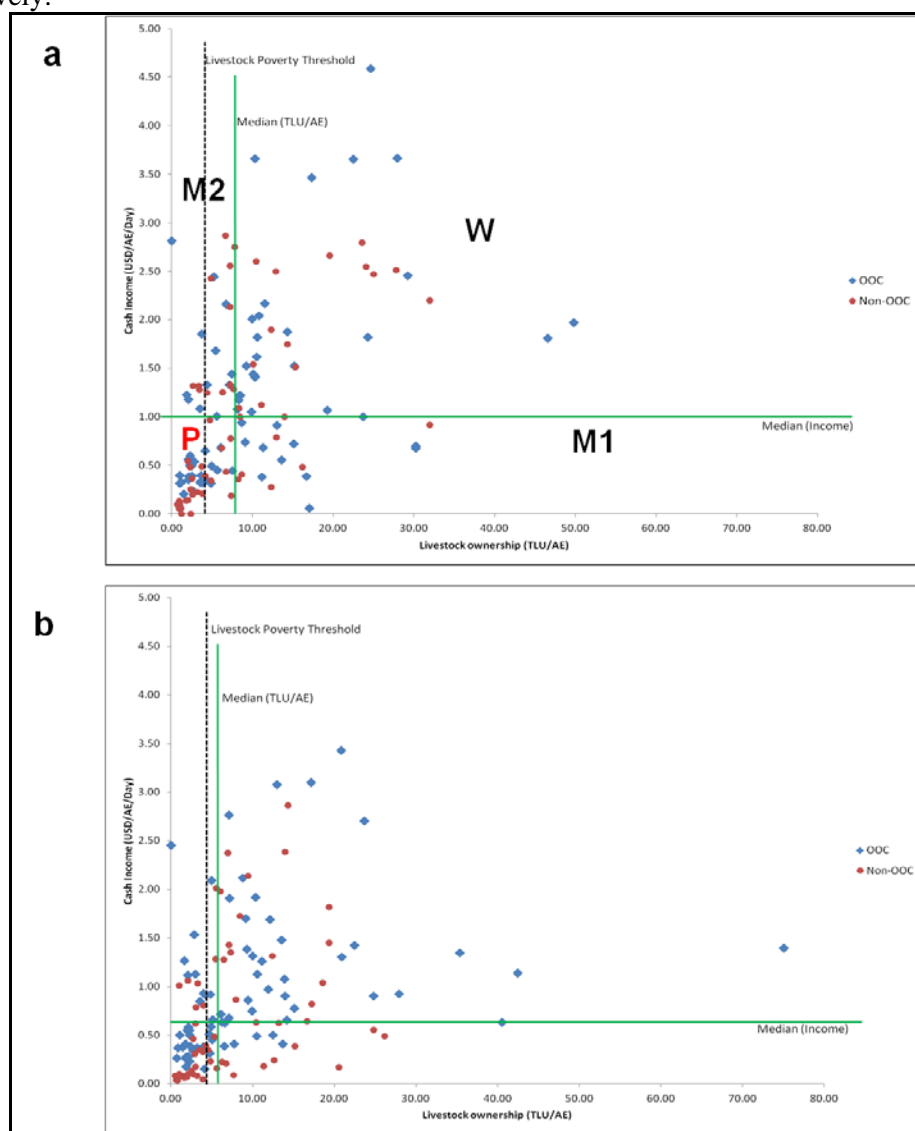 very.
a
5.00
Livestock Poverty Threshold
4.50
Median (TLU/AE)
4.00
3.50
M2
3.00
W
Cash Income (USD/AE/Day)
2.50
OOC
Non-OOC
2.00
1.50
1.00
Median (Income)
P
M1
0.50
0.00
0.00 10.00 20.00 30.00 40.00 50.00 60.00 70.00 80.00
Livestock ownership (TLU/AE)
b
5.00
Livestock Poverty Threshold
4.50
Median (TLU/AE)
4.00
3.50
3.00
Cash Income (USD/AE/Day)
2.50
OOC
Non-OOC
2.00
1.50
1.00
Median (Income)
0.50
0.00
0.00 10.00 20.00 30.00 40.00 50.00 60.00 70.00 80.00
Livestock ownership (TLU/AE)